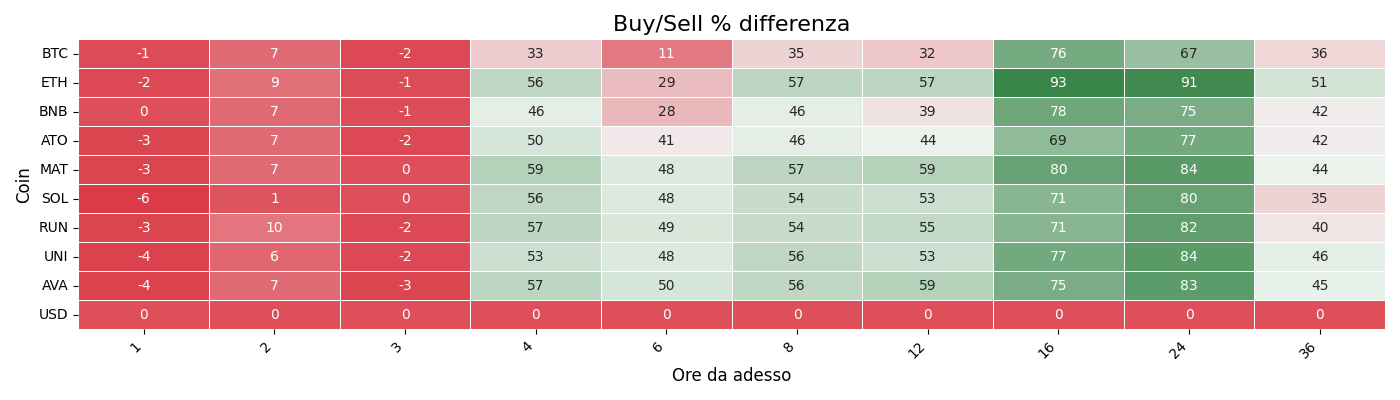 Buy/Sell % differenza
Coin
BTC -1 7 -2 33 11 35 32 76 67 36
ETH -2 9 -1 56 29 57 57 93 91 51
BNB 0 7 -1 46 28 46 39 78 75 42
ATO -3 7 -2 50 41 46 44 69 77 42
MAT -3 7 0 59 48 57 59 80 84 44
SOL -6 1 0 56 48 54 53 71 80 35
RUN -3 10 -2 57 49 54 55 71 82 40
UNI -4 6 -2 53 48 56 53 77 84 46
AVA -4 7 -3 57 50 56 59 75 83 45
USD 0 0 0 0 0 0 0 0 0 0
1 2 3 4 6 8 12 16 24 36
Ore da adesso